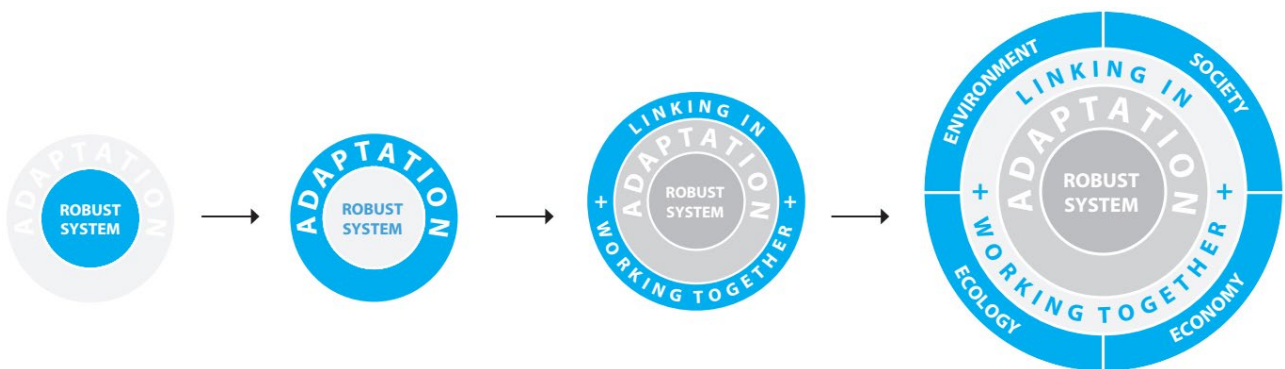 ADAPTATION
ROBUST
SYSTEM
ADAPTATION
ROBUST
SYSTEM
LINKING IN
ADAPTATION
ROBUST
SYSTEM
+ WORKING TOGETHER +
ENVIRONMENT
SOCIETY
LINKING IN
ADAPTATION
ROBUST
SYSTEM
+ WORKING TOGETHER +
ECOLOGY
ECONOMY